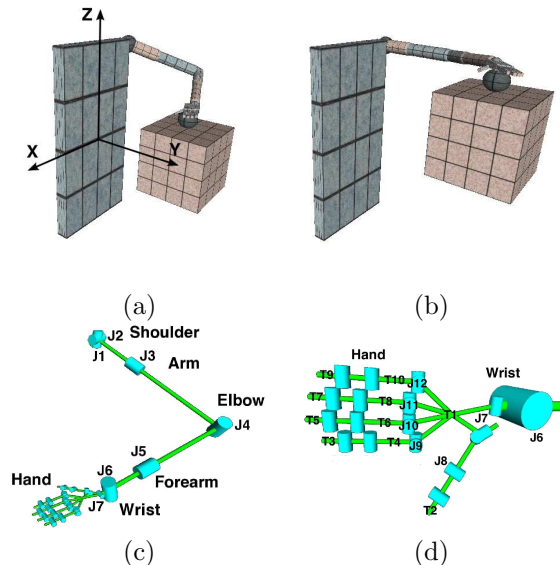 Z
X
Y
(a)
(b)
J2 Shoulder
J1
J3
Arm
Elbow
J4
J5
Forearm
J6
Hand
J7
Wrist
(c)
Hand
Wrist
T9
T10
J12
T7
T8
J11
T1
J7
T5
T6
J10
J6
T3
T4
J9
J8
T2
(d)